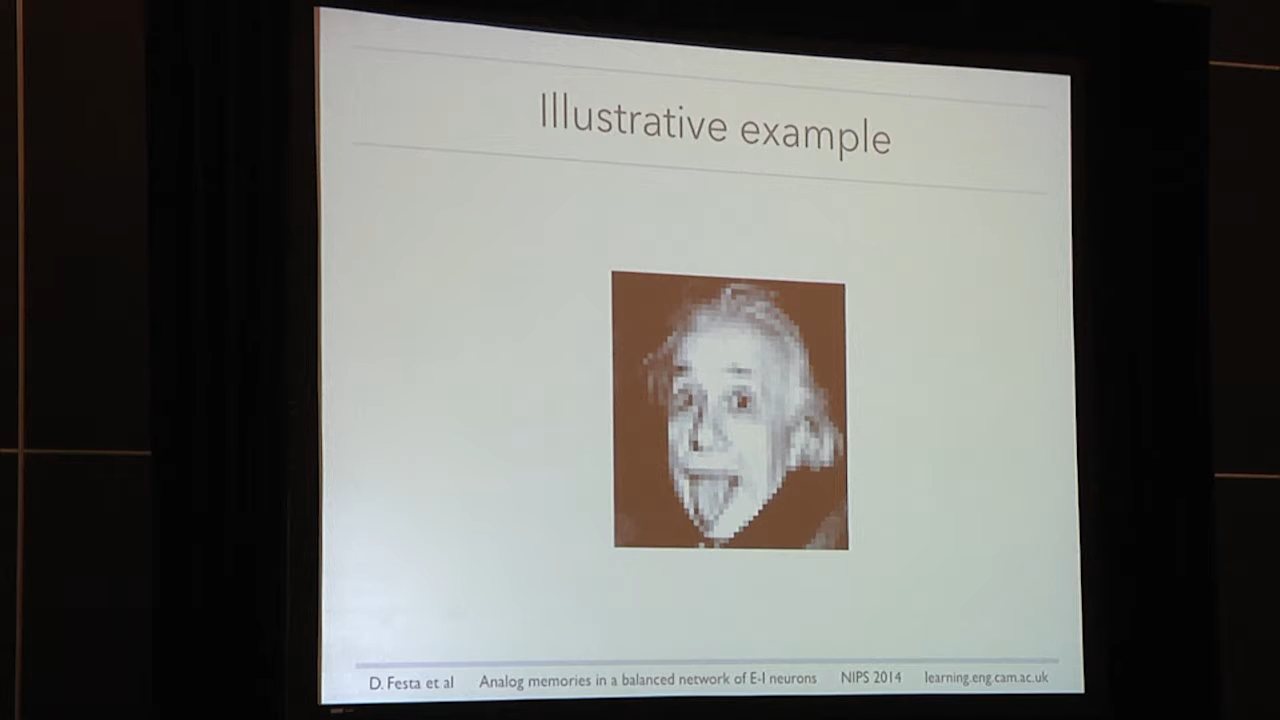 Illustrative example
D. Festa et al Analog memories in a balanced network of E-I neurons NIPS 2014 learning.eng.cam.ac.uk